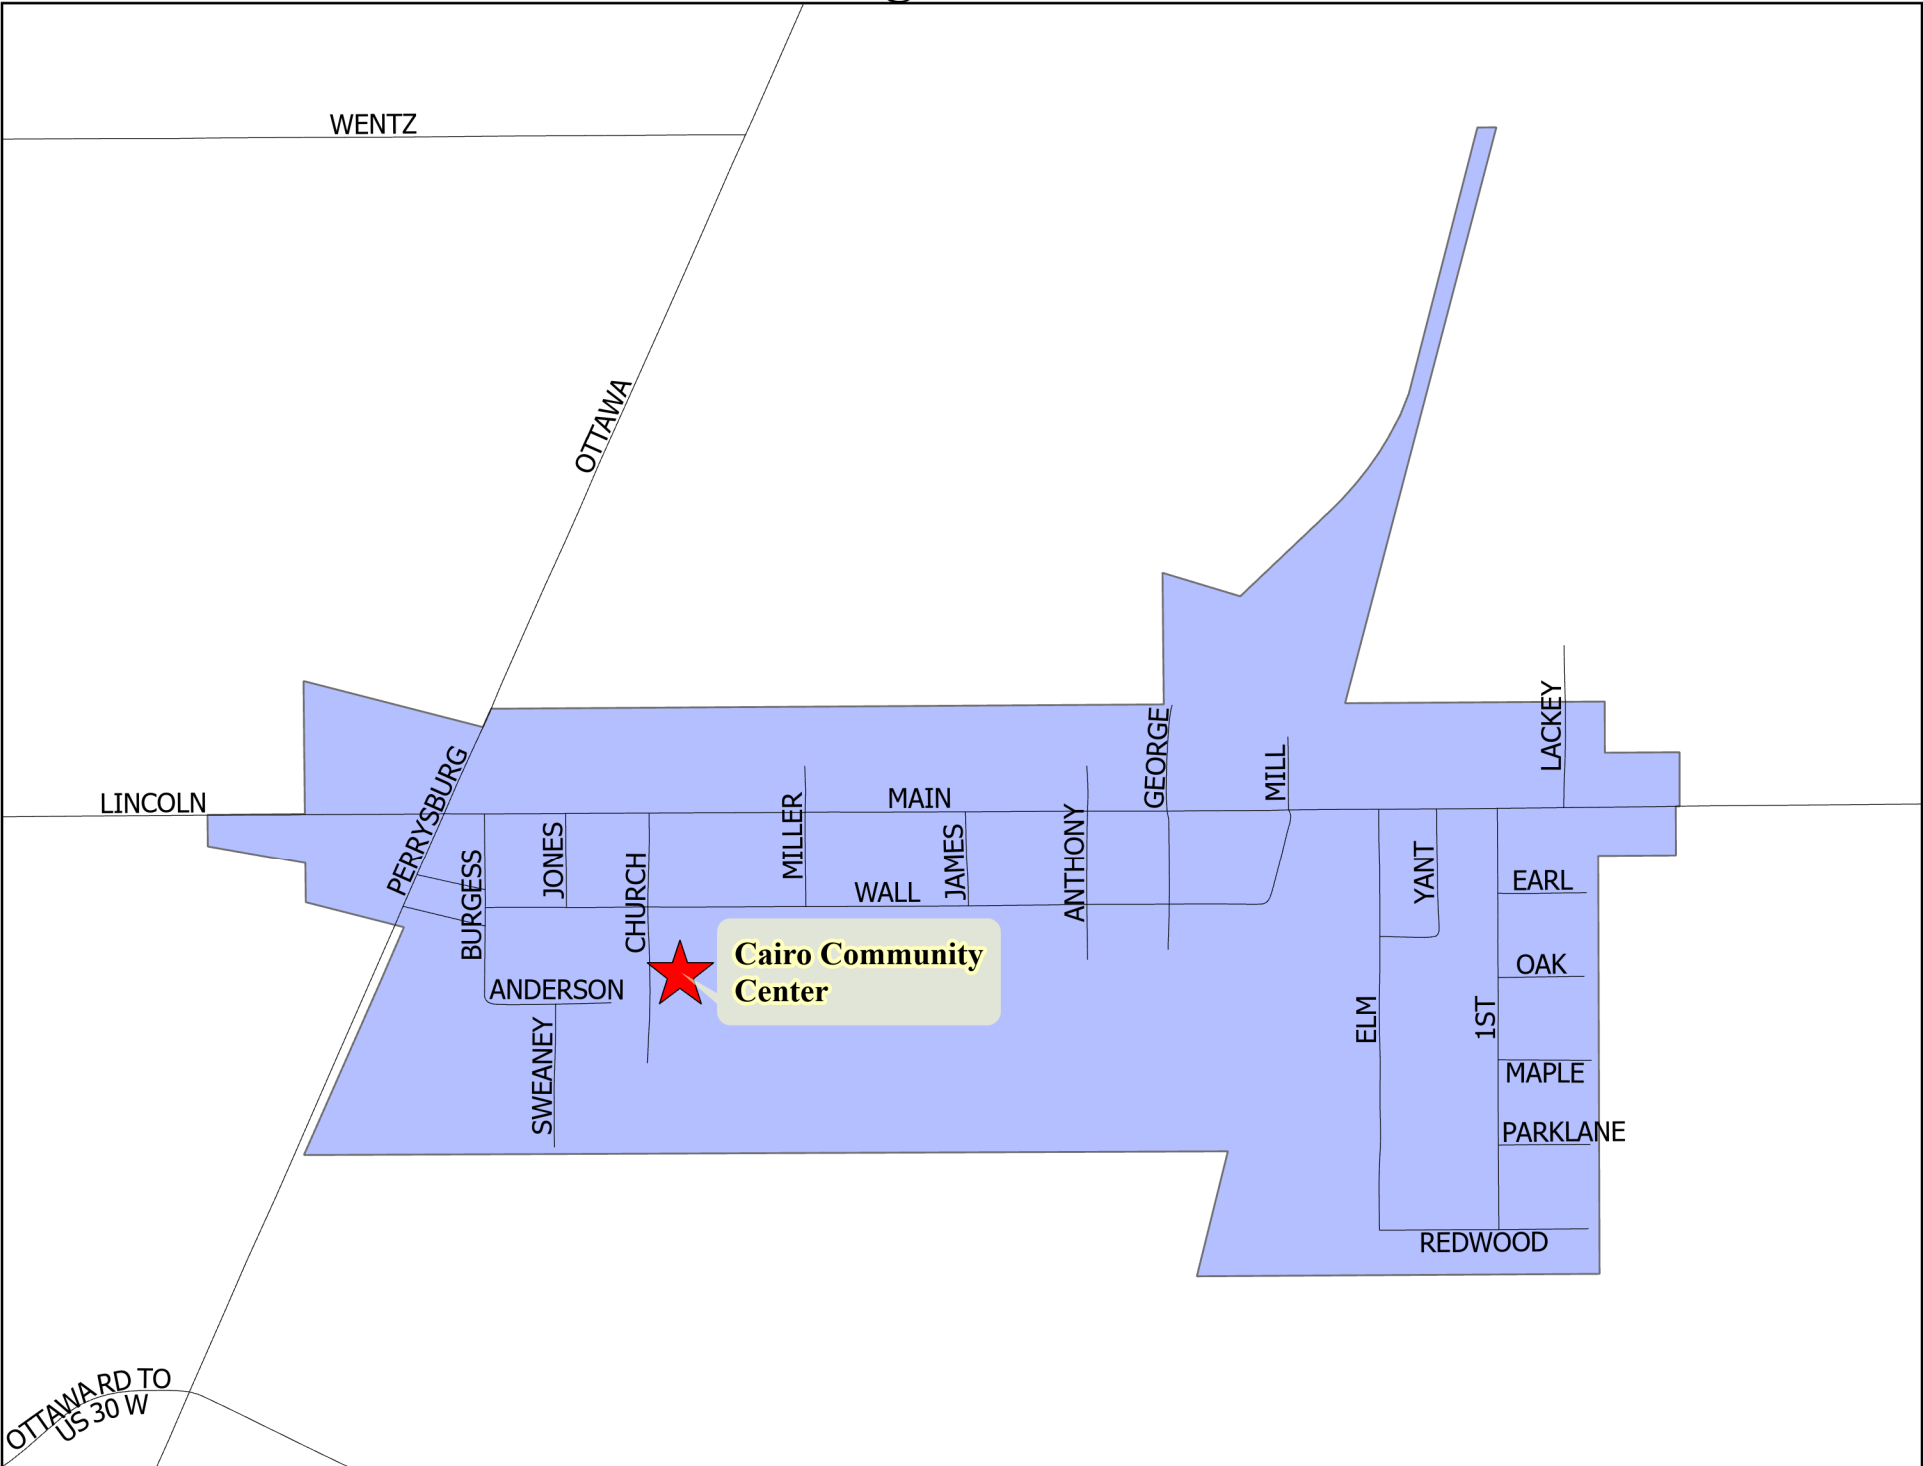 WENTZ
OTTAWA
LACKEY
GEORGE
MILL
PERRYSBURG
LINCOLN
MAIN
MILLER
JONES
JAMES
ANTHONY
CHURCH
BURGESS
WALL
YANT
EARL
Cairo Community
Center
OAK
ANDERSON
ELM
1ST
SWEANEY
MAPLE
PARKLANE
REDWOOD
OTTAWA RD TO
US 30 W